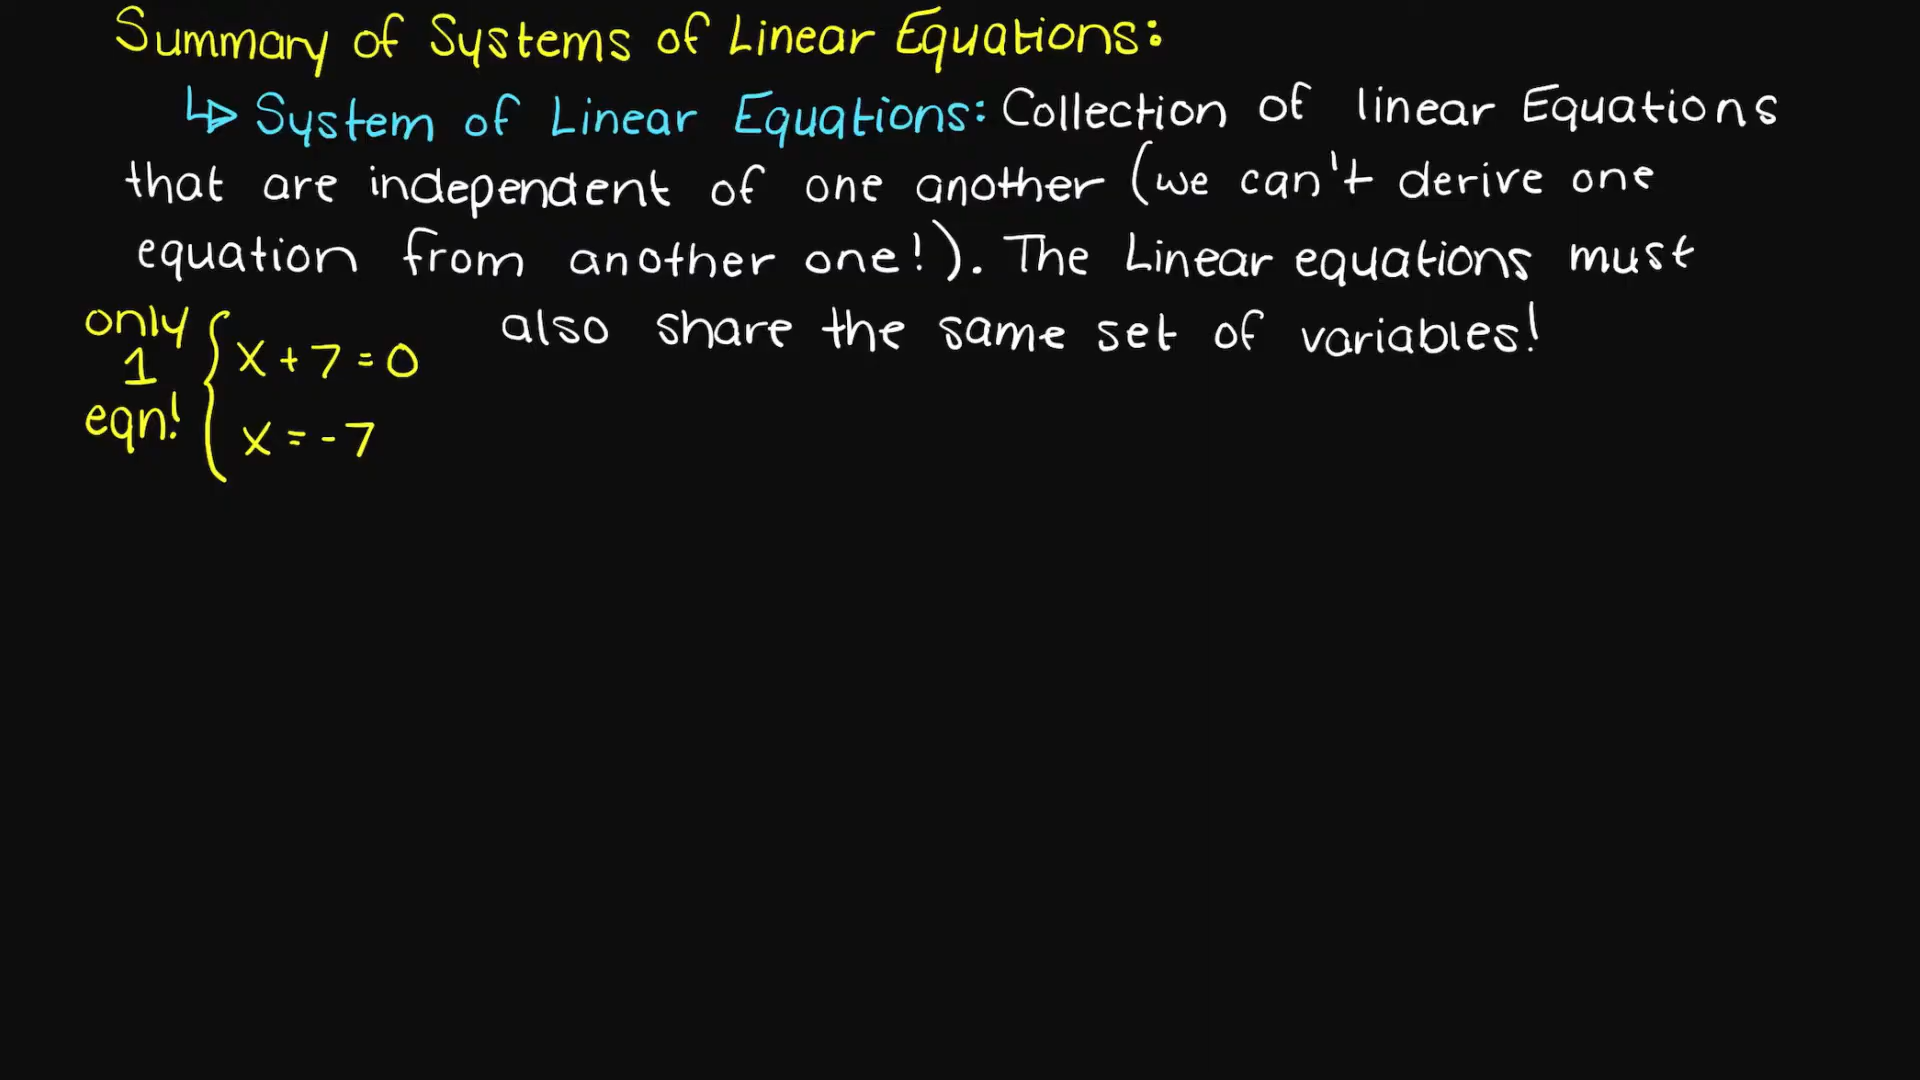 Summary of Systems of Linear Equations:
↳ System of Linear Equations: Collection of linear Equations
that are independent of one another (we can't derive one
equation from another one!). The Linear equations must
also share the same set of variables!
only
1
eqn!
x + 7 = 0
x = -7